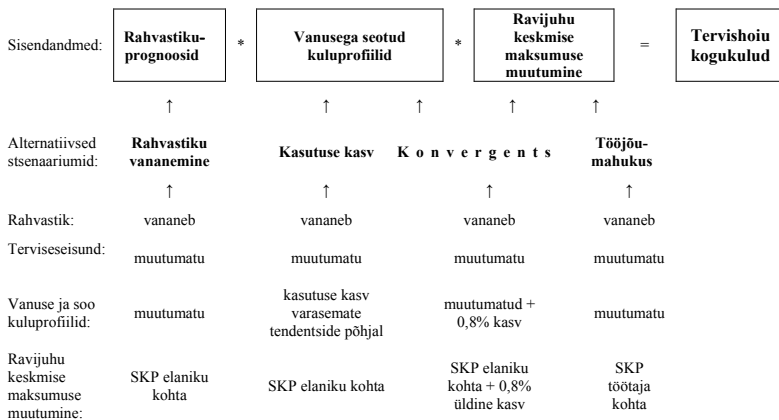 Sisendandmed: Rahvastiku-prognoosid * Vanusega seotud kuluprofiilid * Ravijuhu keskmise maksumuse muutumine = Tervishoiu kogukulud
↑ ↑ ↑ ↑ ↑
Alternatiivsed stsenaariumid: Rahvastiku vananemine Kasutuse kasv Konvergents Tööjõu-mahukus
↑ ↑ ↑ ↑
Rahvastik: vananeb vananeb vananeb vananeb
Terviseseisund: muutumatu muutumatu muutumatu muutumatu
Vanuse ja soo kuluprofiilid: muutumatu kasutuse kasv varasemate tendentside põhjal muutumatud + 0,8% kasv muutumatu
Ravijuhu keskmise maksumuse muutumine: SKP elaniku kohta SKP elaniku kohta SKP elaniku kohta + 0,8% üldine kasv SKP töötaja kohta